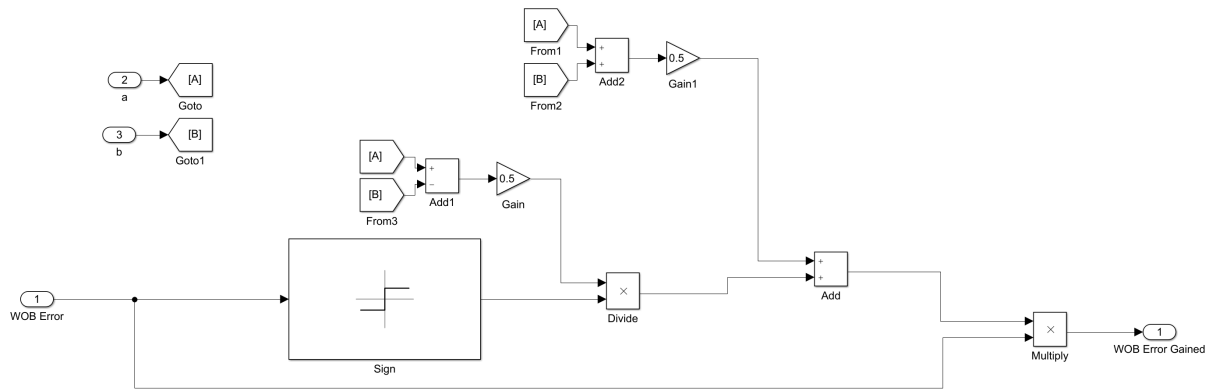 [A]
From1
[B]
From2
+
+
Add2
0.5
Gain1
2
a
[A]
Goto
3
b
[B]
Goto1
[A]
[B]
From3
+
−
Add1
0.5
Gain
1
WOB Error
Sign
×
Divide
+
+
Add
×
Multiply
1
WOB Error Gained